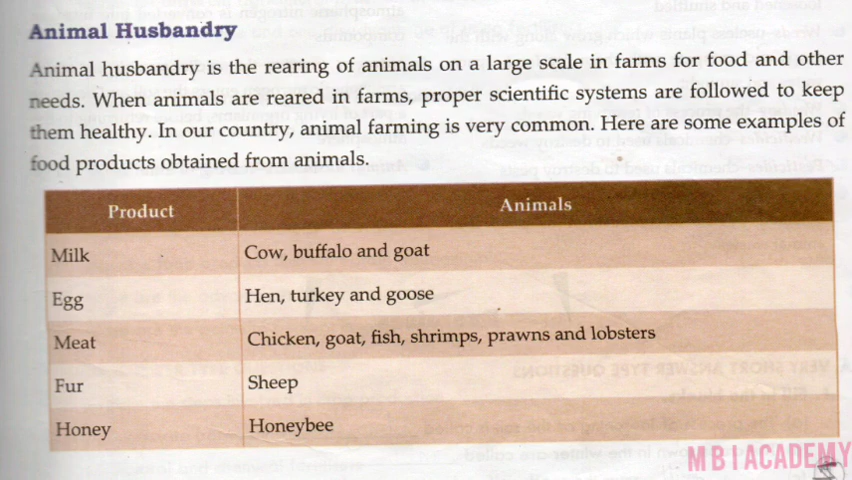 Animal Husbandry
Animal husbandry is the rearing of animals on a large scale in farms for food and other
needs. When animals are reared in farms, proper scientific systems are followed to keep
them healthy. In our country, animal farming is very common. Here are some examples of
food products obtained from animals.
Product Animals
Milk Cow, buffalo and goat
Egg Hen, turkey and goose
Meat Chicken, goat, fish, shrimps, prawns and lobsters
Fur Sheep
Honey Honeybee
M B I ACADEMY